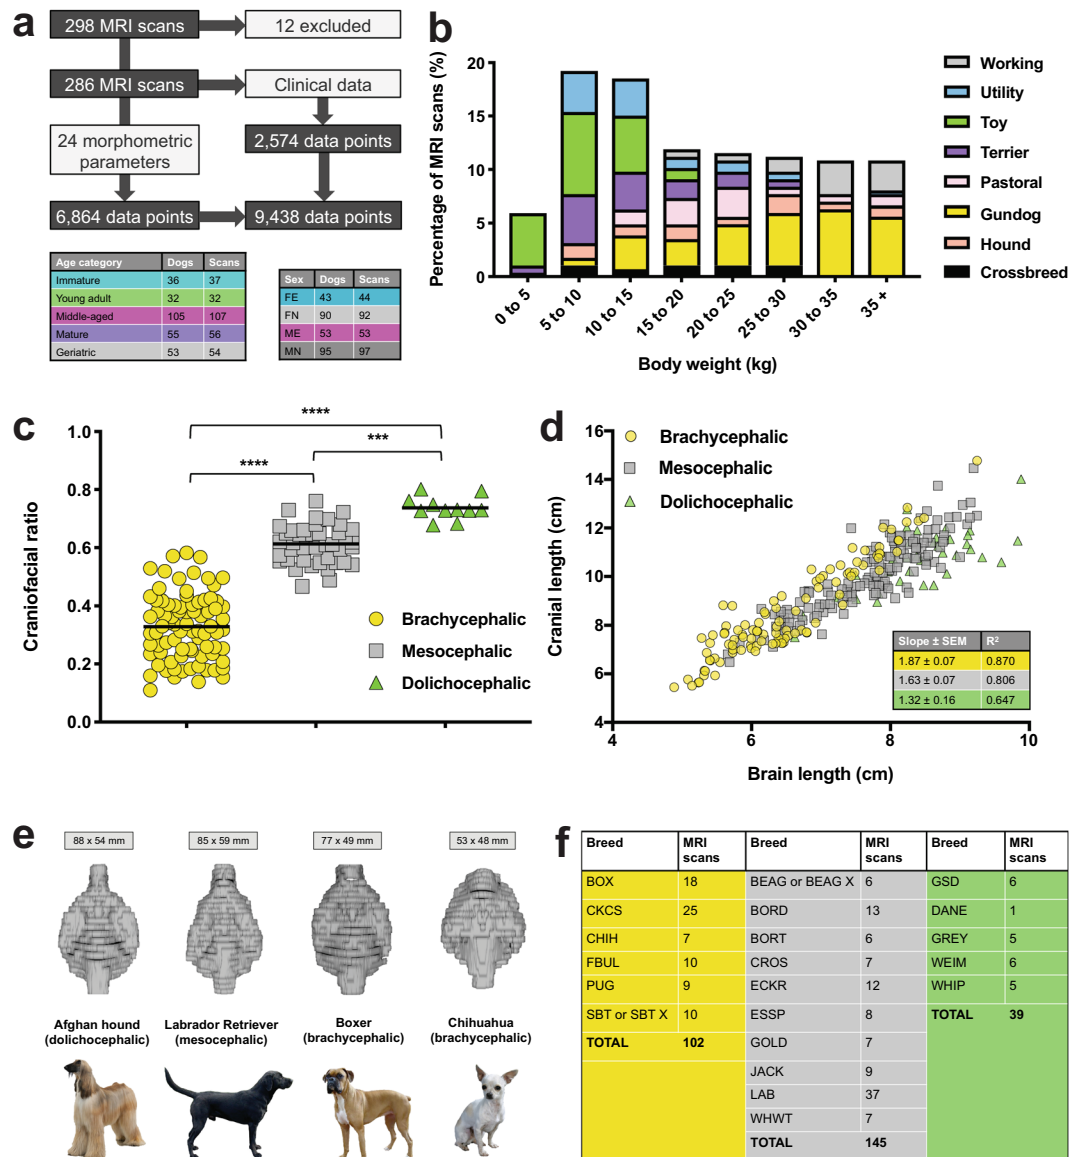 a
298 MRI scans
12 excluded
286 MRI scans
Clinical data
24 morphometric
parameters
2,574 data points
6,864 data points
9,438 data points
Age category Dogs Scans
Immature 36 37
Young adult 32 32
Middle-aged 105 107
Mature 55 56
Geriatric 53 54
Sex Dogs Scans
FE 43 44
FN 90 92
ME 53 53
MN 95 97
b
Percentage of MRI scans (%)
20
15
10
5
0
0 to 5
5 to 10
10 to 15
15 to 20
20 to 25
25 to 30
30 to 35
35 +
Body weight (kg)
Working
Utility
Toy
Terrier
Pastoral
Gundog
Hound
Crossbreed
c
Craniofacial ratio
1.0
0.8
0.6
0.4
0.2
0.0
****
***
****
Brachycephalic
Mesocephalic
Dolichocephalic
d
Cranial length (cm)
16
14
12
10
8
6
4
4 6 8 10
Brain length (cm)
Brachycephalic
Mesocephalic
Dolichocephalic
Slope ± SEM R²
1.87 ± 0.07 0.870
1.63 ± 0.07 0.806
1.32 ± 0.16 0.647
e
88 x 54 mm
85 x 59 mm
77 x 49 mm
53 x 48 mm
Afghan hound
(dolichocephalic)
Labrador Retriever
(mesocephalic)
Boxer
(brachycephalic)
Chihuahua
(brachycephalic)
f
Breed MRI scans Breed MRI scans Breed MRI scans
BOX 18 BEAG or BEAG X 6 GSD 6
CKCS 25 BORD 13 DANE 1
CHIH 7 BORT 6 GREY 5
FBUL 10 CROS 7 WEIM 6
PUG 9 ECKR 12 WHIP 5
SBT or SBT X 10 ESSP 8 TOTAL 39
TOTAL 102 GOLD 7
JACK 9
LAB 37
WHWT 7
TOTAL 145